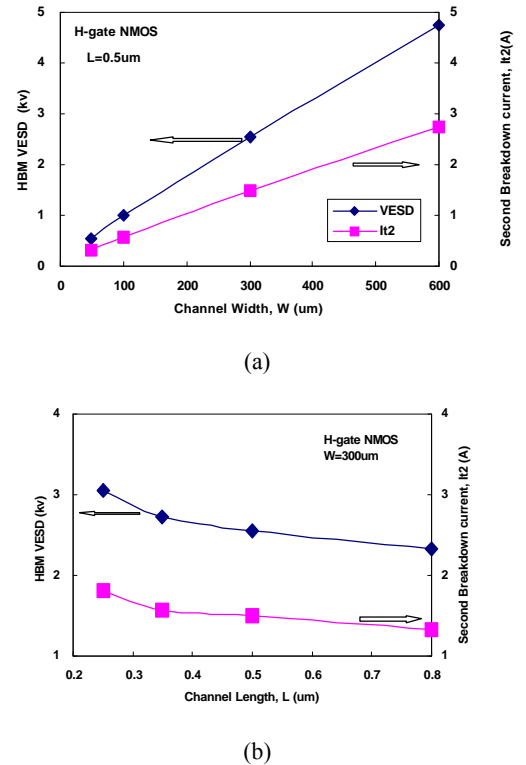 H-gate NMOS
L=0.5um
HBM VESD (kv)
5
4
3
2
1
0
5
4
3
2
1
0
Second Breakdown current, It2(A)
VESD
It2
0 100 200 300 400 500 600
Channel Width, W (um)
(a)
H-gate NMOS
W=300um
HBM VESD (kv)
4
3
2
1
4
3
2
1
Second Breakdown current, It2(A)
0.2 0.3 0.4 0.5 0.6 0.7 0.8
Channel Length, L (um)
(b)